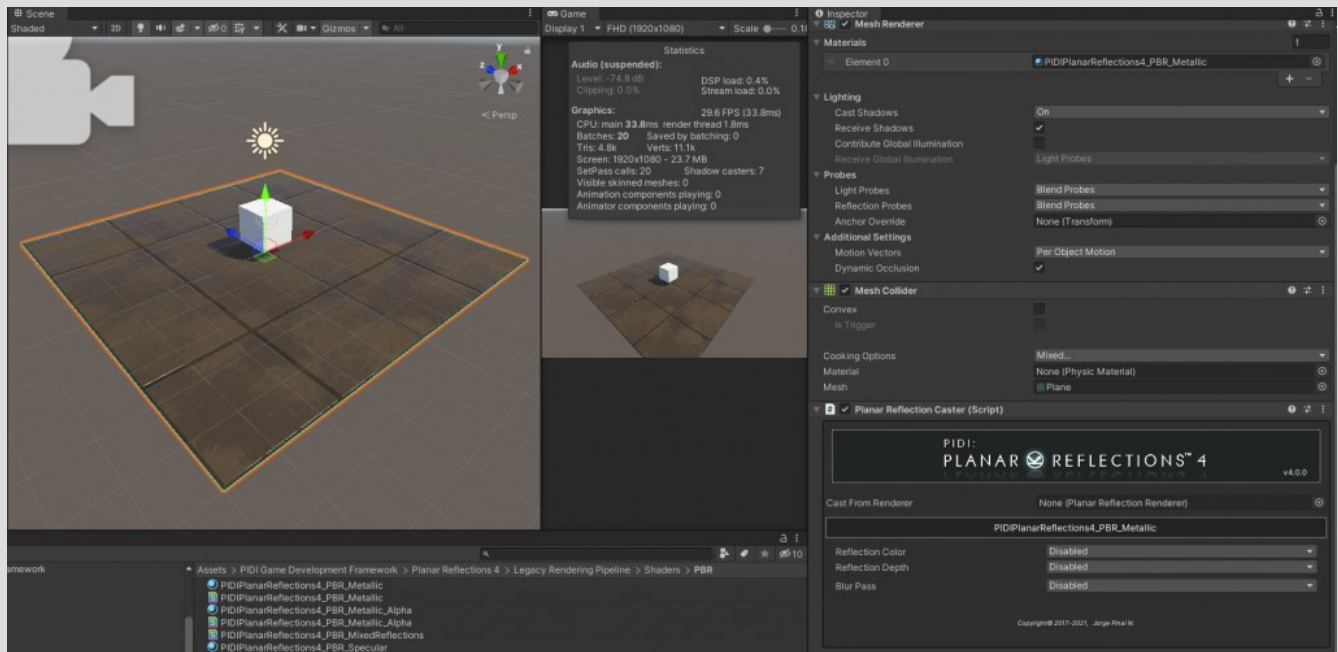 Scene
Shaded
2D
0
Gizmos
All
y
z
x
< Persp
Game
Display 1
FHD (1920x1080)
Scale
0.1
Statistics
Audio (suspended):
Level: -74.8 dB
DSP load: 0.4%
Clipping: 0.0%
Stream load: 0.0%
Graphics:
29.6 FPS (33.8ms)
CPU: main 33.8ms render thread 1.8ms
Batches: 20 Saved by batching: 0
Tris: 4.8k Verts: 11.1k
Screen: 1920x1080 - 23.7 MB
SetPass calls: 20 Shadow casters: 7
Visible skinned meshes: 0
Animation components playing: 0
Animator components playing: 0
Inspector
Mesh Renderer
Materials
1
Element 0
PIDIPlanarReflections4_PBR_Metallic
Lighting
Cast Shadows
On
Receive Shadows
Contribute Global Illumination
Receive Global Illumination
Light Probes
Probes
Light Probes
Blend Probes
Reflection Probes
Blend Probes
Anchor Override
None (Transform)
Additional Settings
Motion Vectors
Per Object Motion
Dynamic Occlusion
Mesh Collider
Convex
Is Trigger
Cooking Options
Mixed...
Material
None (Physic Material)
Mesh
Plane
Planar Reflection Caster (Script)
PIDI:
PLANAR REFLECTIONS™ 4
v4.0.0
Cast From Renderer
None (Planar Reflection Renderer)
PIDIPlanarReflections4_PBR_Metallic
Reflection Color
Disabled
Reflection Depth
Disabled
Blur Pass
Disabled
Copyright© 2017-2021, Jorge Pinal N.
10
amework
Assets > PIDI Game Development Framework > Planar Reflections 4 > Legacy Rendering Pipeline > Shaders > PBR
PIDIPlanarReflections4_PBR_Metallic
PIDIPlanarReflections4_PBR_Metallic
PIDIPlanarReflections4_PBR_Metallic_Alpha
PIDIPlanarReflections4_PBR_Metallic_Alpha
PIDIPlanarReflections4_PBR_MixedReflections
PIDIPlanarReflections4_PBR_Specular